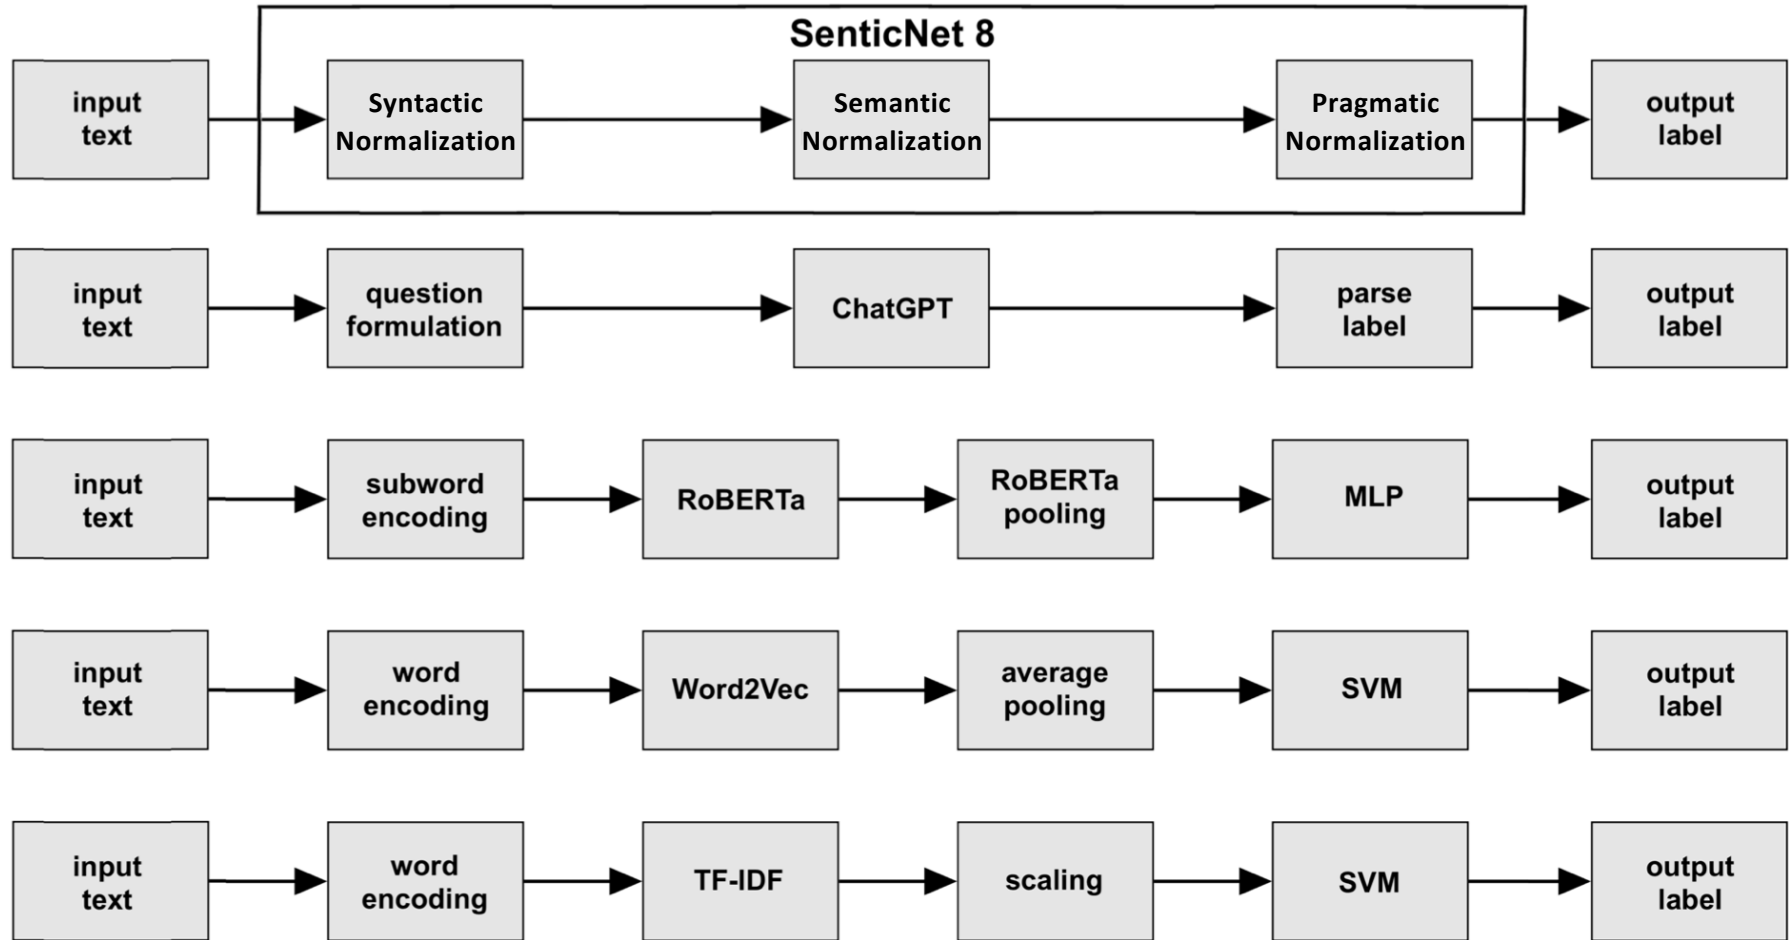 SenticNet 8
input
text
Syntactic
Normalization
Semantic
Normalization
Pragmatic
Normalization
output
label
input
text
question
formulation
ChatGPT
parse
label
output
label
input
text
subword
encoding
RoBERTa
RoBERTa
pooling
MLP
output
label
input
text
word
encoding
Word2Vec
average
pooling
SVM
output
label
input
text
word
encoding
TF-IDF
scaling
SVM
output
label